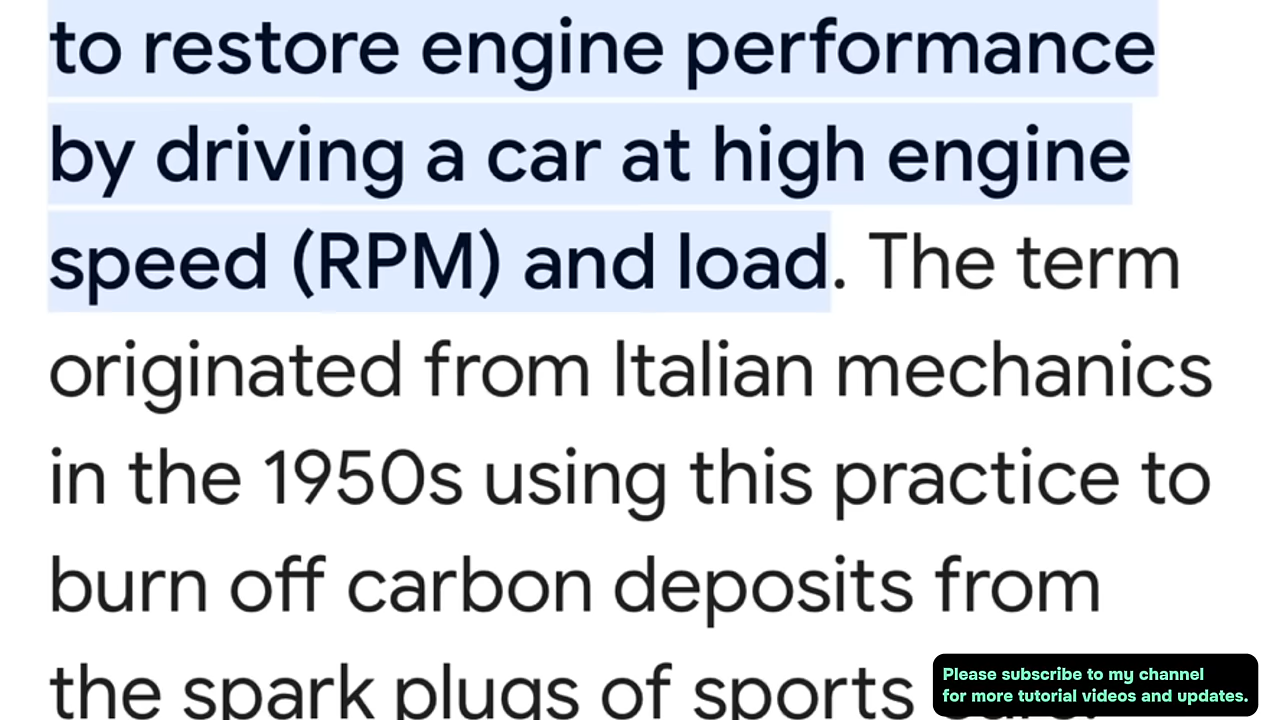 to restore engine performance
by driving a car at high engine
speed (RPM) and load. The term
originated from Italian mechanics
in the 1950s using this practice to
burn off carbon deposits from
the spark plugs of sports
Please subscribe to my channel
for more tutorial videos and updates.